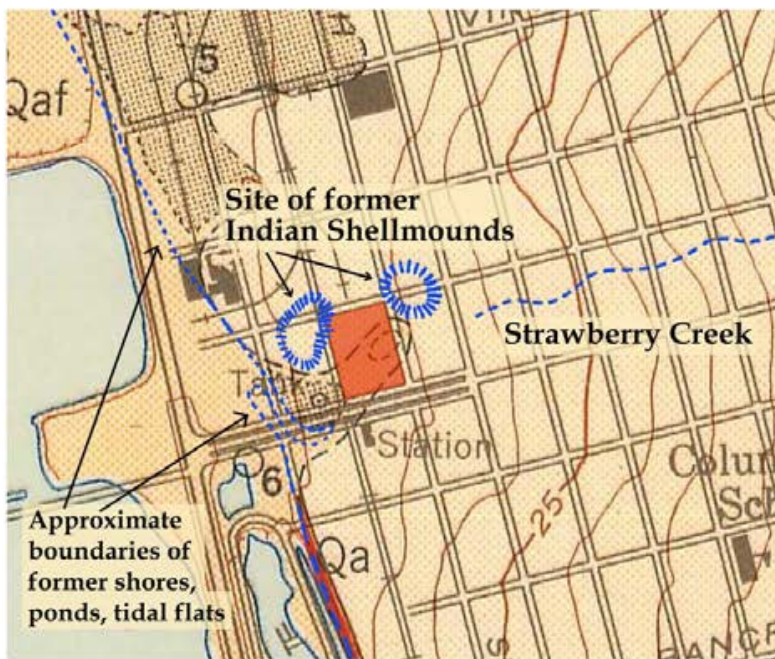 5
Qaf
Site of former
Indian Shellmounds
Strawberry Creek
Tank
Station
6
Colum
Sch
25
Approximate
boundaries of
former shores,
ponds, tidal flats
Qa